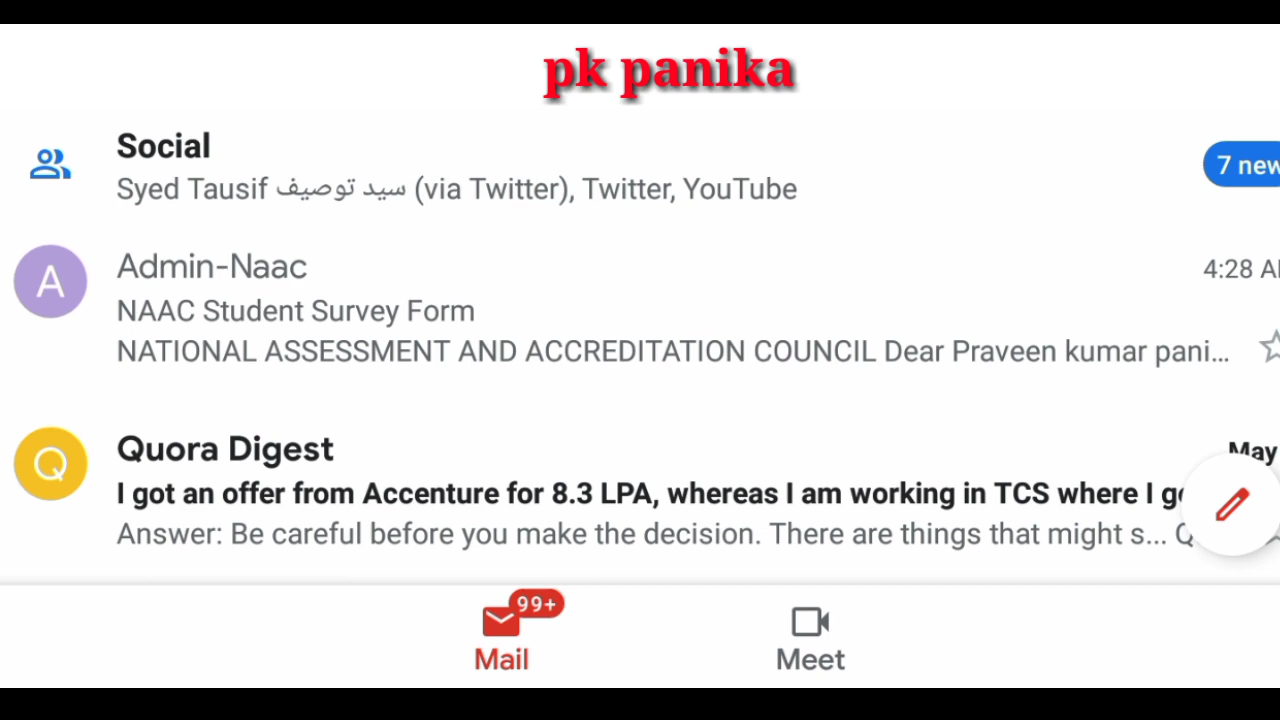 pk panika
Social
Syed Tausif سيد توصيف (via Twitter), Twitter, YouTube
7 new
A
Admin-Naac
4:28
NAAC Student Survey Form
NATIONAL ASSESSMENT AND ACCREDITATION COUNCIL Dear Praveen kumar pani...
Q
Quora Digest
May
I got an offer from Accenture for 8.3 LPA, whereas I am working in TCS where I
Answer: Be careful before you make the decision. There are things that might s...
99+
Mail
Meet